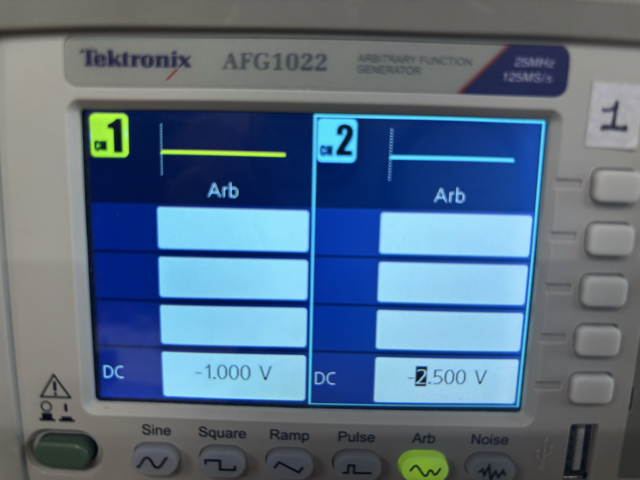 Tektronix AFG1022 ARBITRARY FUNCTION GENERATOR 25MHz 125MS/s
1
CH 1
Arb
DC -1.000 V
CH 2
Arb
DC -2.500 V
Sine Square Ramp Pulse Arb Noise